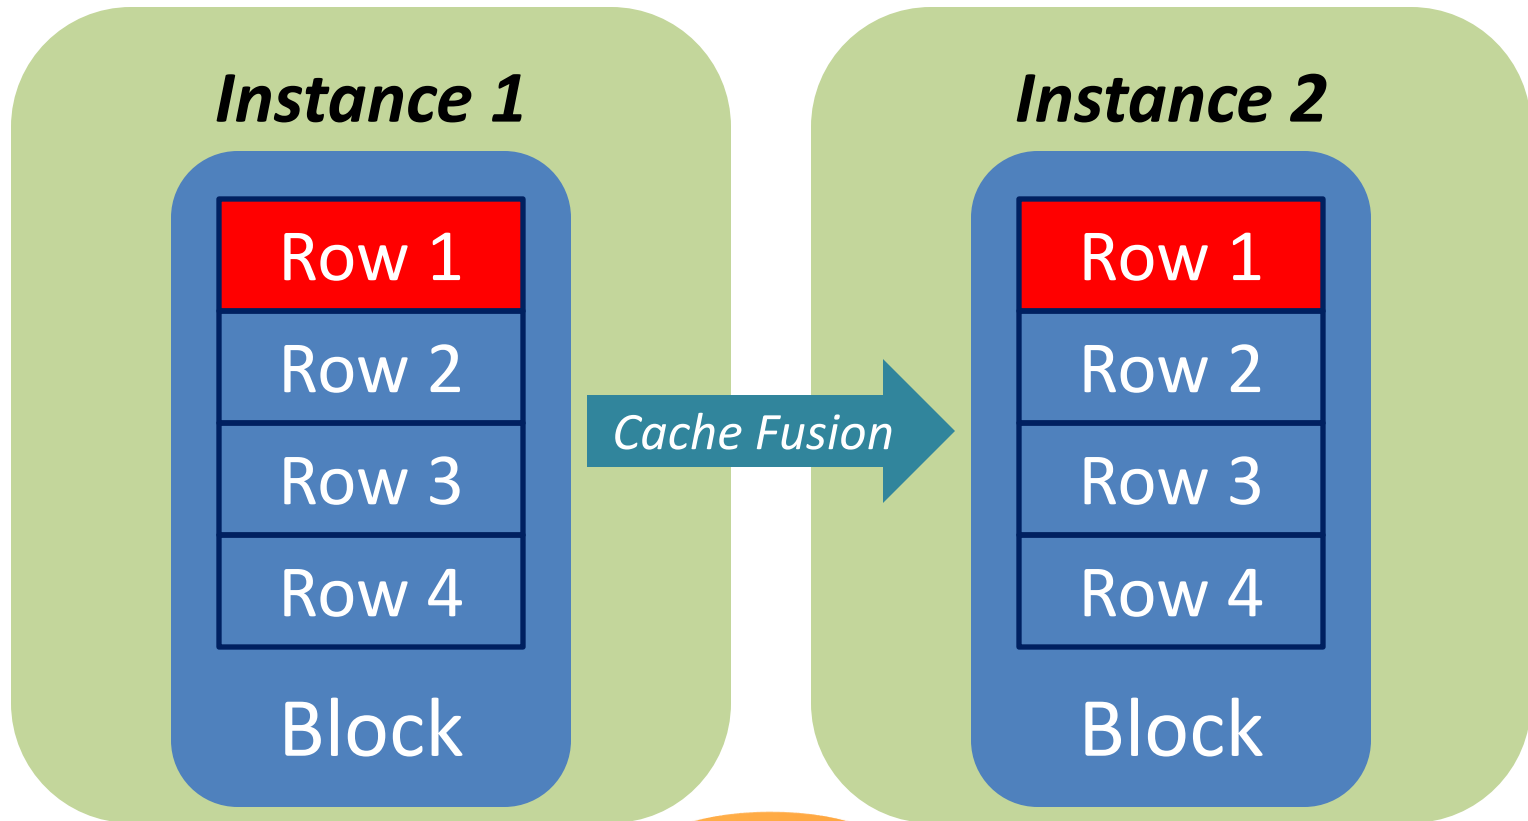 Instance 1
Row 1
Row 2
Row 3
Row 4
Block
Cache Fusion
Instance 2
Row 1
Row 2
Row 3
Row 4
Block